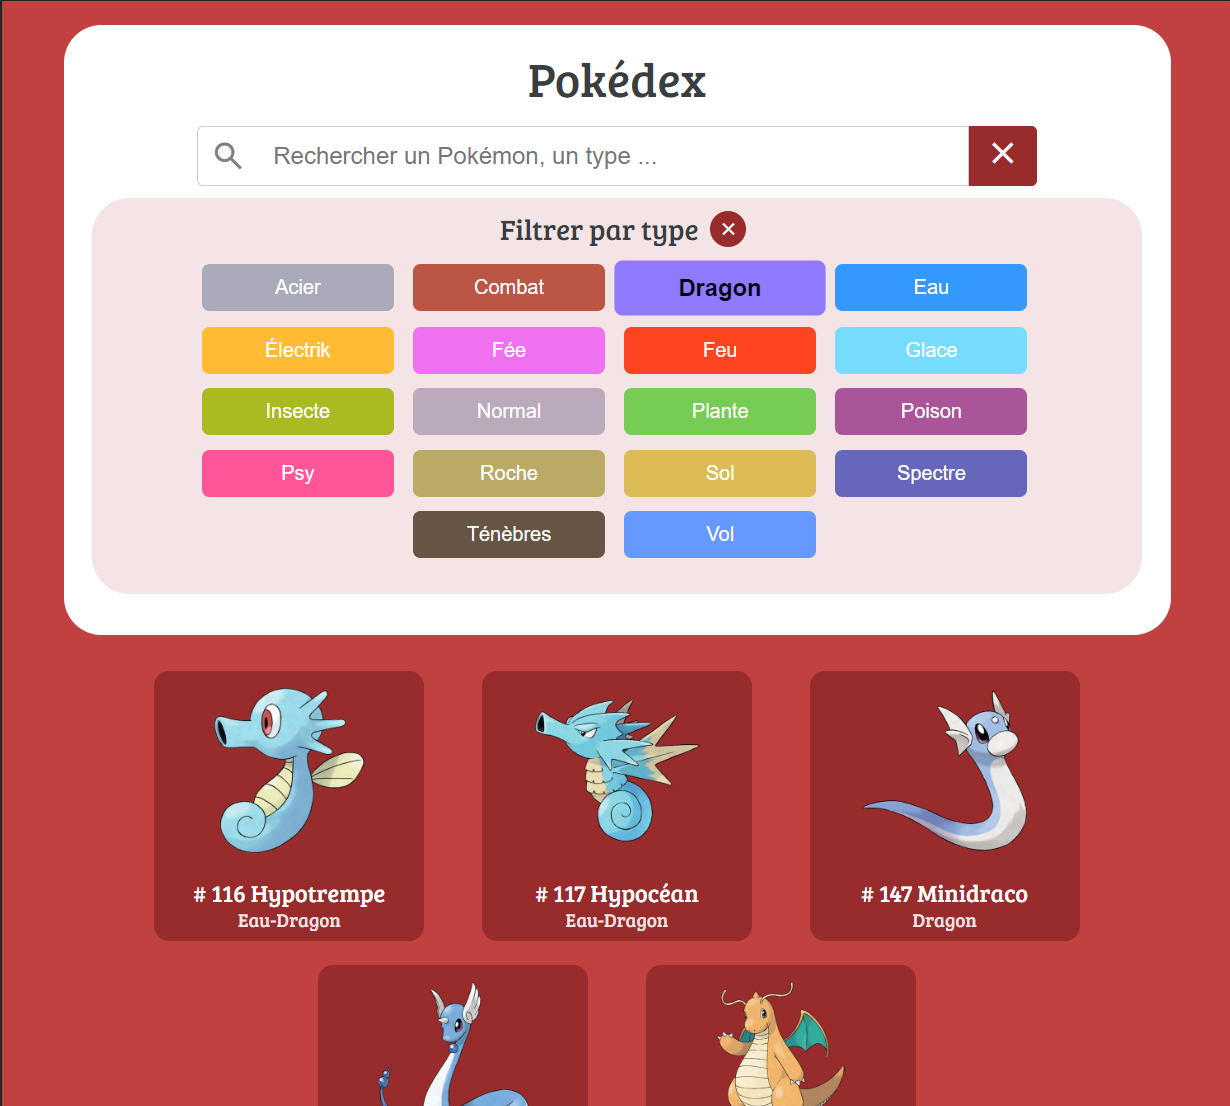 Pokédex
Rechercher un Pokémon, un type ...
Filtrer par type
Acier
Combat
Dragon
Eau
Électrik
Fée
Feu
Glace
Insecte
Normal
Plante
Poison
Psy
Roche
Sol
Spectre
Ténèbres
Vol
# 116 Hypotrempe
Eau-Dragon
# 117 Hypocéan
Eau-Dragon
# 147 Minidraco
Dragon